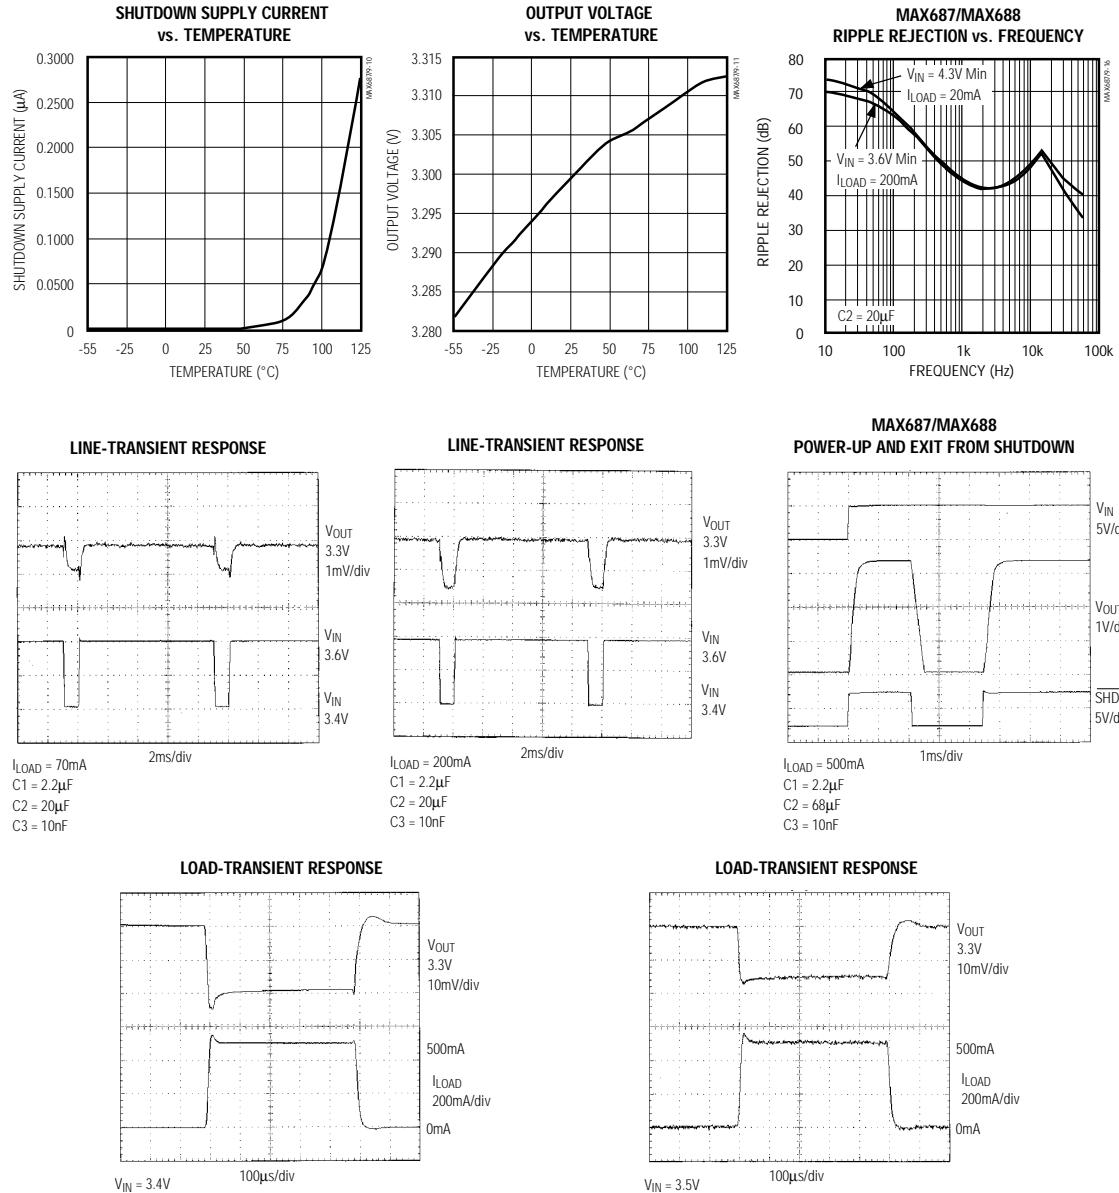 SHUTDOWN SUPPLY CURRENT
vs. TEMPERATURE
0.3000
0.2500
0.2000
0.1500
0.1000
0.0500
0
SHUTDOWN SUPPLY CURRENT (µA)
-55 -25 0 25 50 75 100 125
TEMPERATURE (°C)
MAX687/9-10
OUTPUT VOLTAGE
vs. TEMPERATURE
3.315
3.310
3.305
3.300
3.295
3.290
3.285
3.280
OUTPUT VOLTAGE (V)
-55 -25 0 25 50 75 100 125
TEMPERATURE (°C)
MAX687/9-11
MAX687/MAX688
RIPPLE REJECTION vs. FREQUENCY
80
70
60
50
40
30
20
10
0
RIPPLE REJECTION (dB)
VIN = 4.3V Min
ILOAD = 20mA
VIN = 3.6V Min
ILOAD = 200mA
C2 = 20µF
10 100 1k 10k 100k
FREQUENCY (Hz)
MAX687/9-16
LINE-TRANSIENT RESPONSE
VOUT
3.3V
1mV/div
VIN
3.6V
VIN
3.4V
2ms/div
ILOAD = 70mA
C1 = 2.2µF
C2 = 20µF
C3 = 10nF
LINE-TRANSIENT RESPONSE
VOUT
3.3V
1mV/div
VIN
3.6V
VIN
3.4V
2ms/div
ILOAD = 200mA
C1 = 2.2µF
C2 = 20µF
C3 = 10nF
MAX687/MAX688
POWER-UP AND EXIT FROM SHUTDOWN
VIN
5V/d
VOUT
1V/d
SHD
5V/d
1ms/div
ILOAD = 500mA
C1 = 2.2µF
C2 = 68µF
C3 = 10nF
LOAD-TRANSIENT RESPONSE
VOUT
3.3V
10mV/div
500mA
ILOAD
200mA/div
0mA
100µs/div
VIN = 3.4V
LOAD-TRANSIENT RESPONSE
VOUT
3.3V
10mV/div
500mA
ILOAD
200mA/div
0mA
100µs/div
VIN = 3.5V